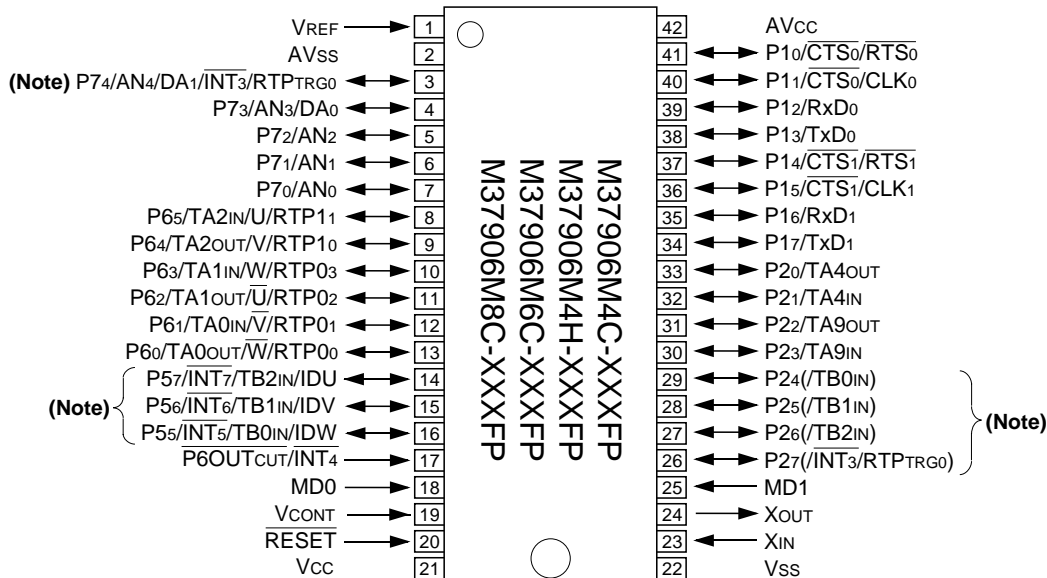 VREF 1
AVSS 2
(Note) P74/AN4/DA1/INT3/RTPTRG0 3
P73/AN3/DA0 4
P72/AN2 5
P71/AN1 6
P70/AN0 7
P65/TA2IN/U/RTP11 8
P64/TA2OUT/V/RTP10 9
P63/TA1IN/W/RTP03 10
P62/TA1OUT/U̅/RTP02 11
P61/TA0IN/V̅/RTP01 12
P60/TA0OUT/W̅/RTP00 13
P57/INT7/TB2IN/IDU 14
(Note) P56/INT6/TB1IN/IDV 15
P55/INT5/TB0IN/IDW 16
P6OUTCUT/INT4 17
MD0 18
VCONT 19
RESET 20
VCC 21
M37906M4C-XXXFP
M37906M4H-XXXFP
M37906M6C-XXXFP
M37906M8C-XXXFP
42 AVCC
41 P10/CTS0/RTS0
40 P11/CTS0/CLK0
39 P12/RxD0
38 P13/TxD0
37 P14/CTS1/RTS1
36 P15/CTS1/CLK1
35 P16/RxD1
34 P17/TxD1
33 P20/TA4OUT
32 P21/TA4IN
31 P22/TA9OUT
30 P23/TA9IN
29 P24(/TB0IN)
28 P25(/TB1IN)
27 P26(/TB2IN)
(Note)
26 P27(/INT3/RTPTRG0)
25 MD1
24 XOUT
23 XIN
22 VSS